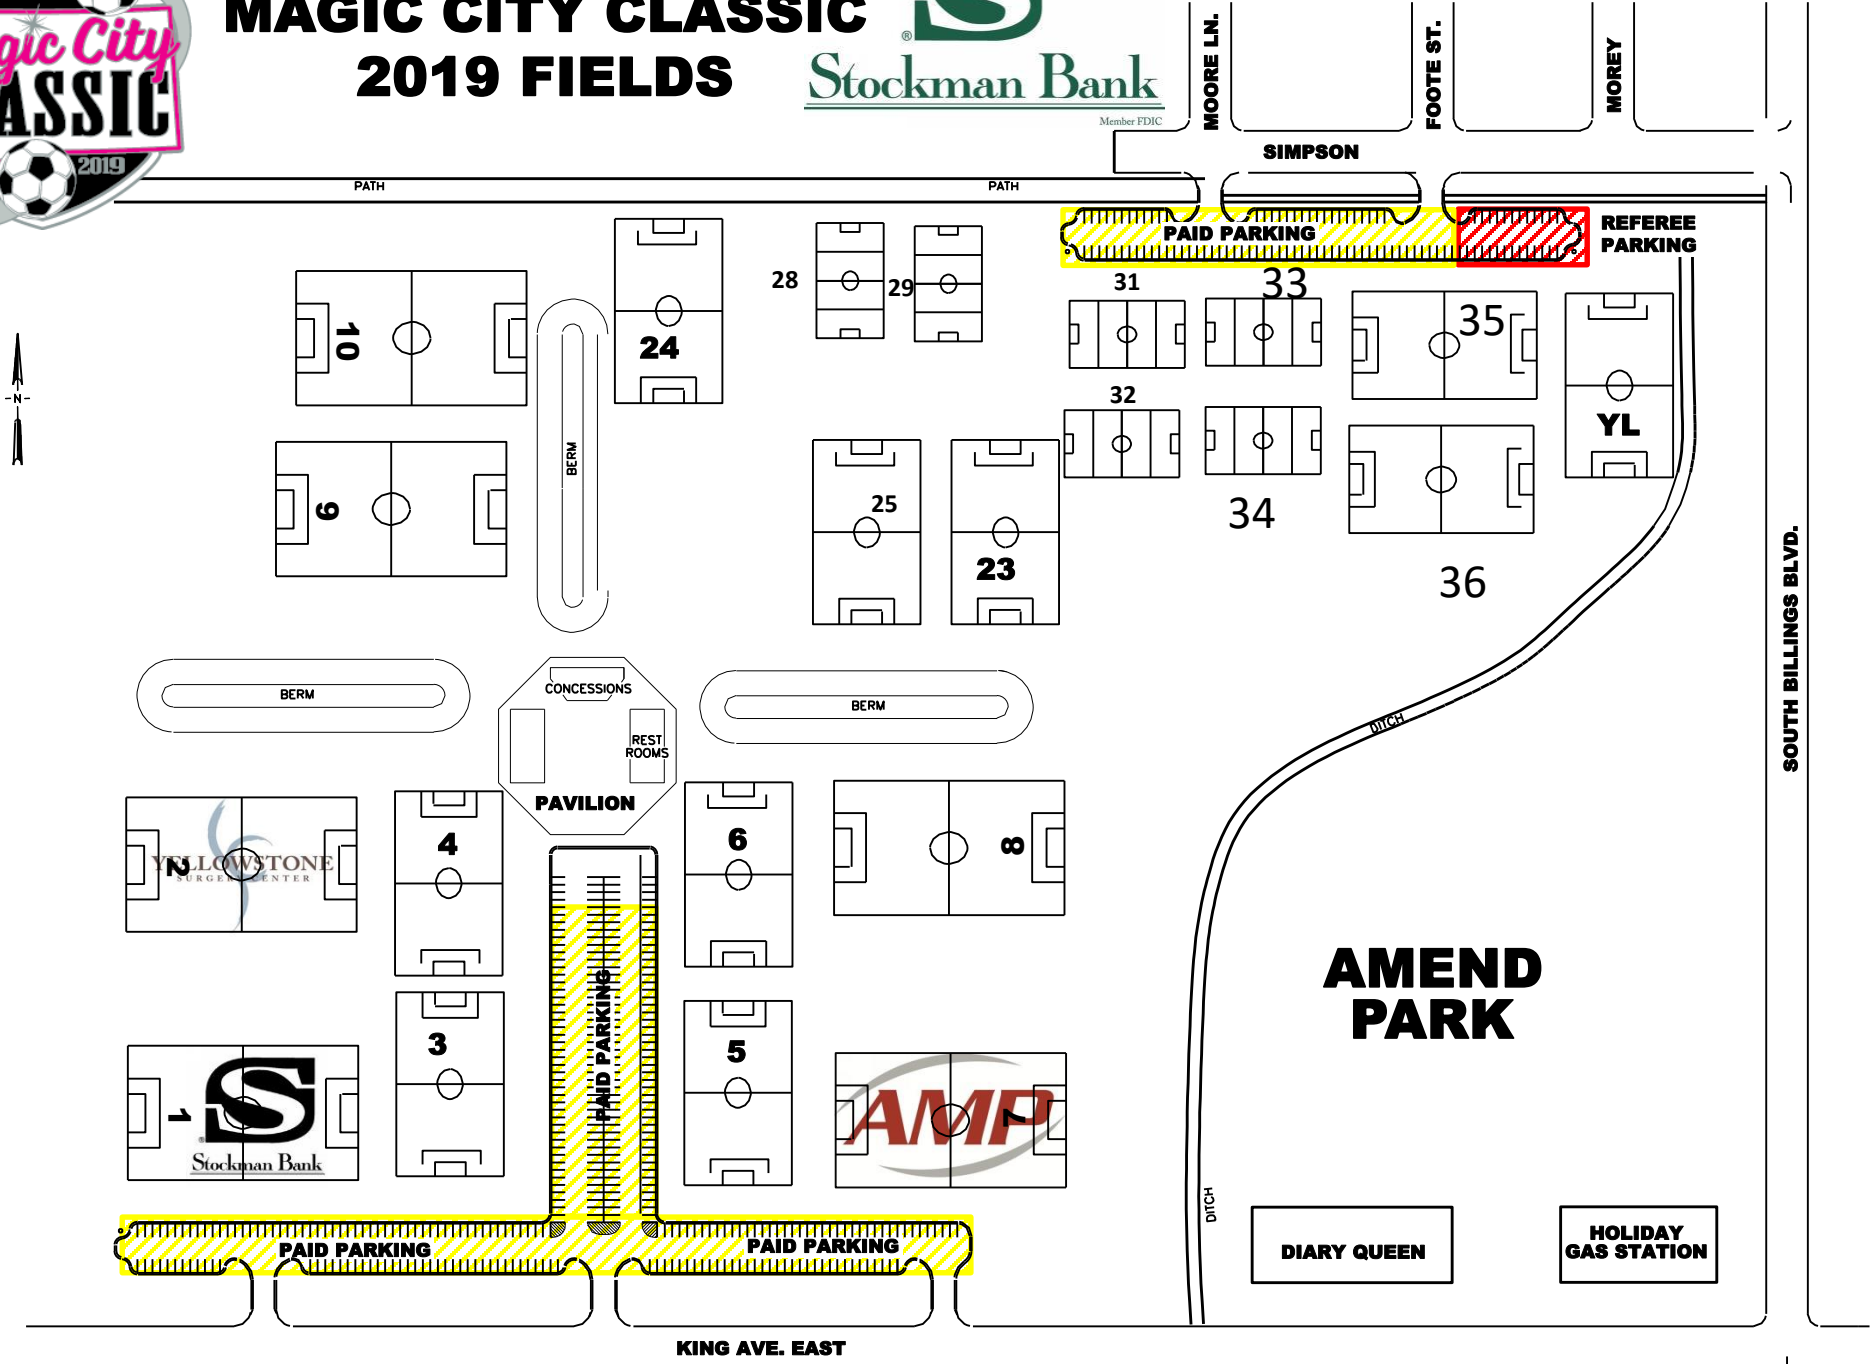 MAGIC CITY CLASSIC
2019 FIELDS
gic City
ASSIC
2019
®
Stockman Bank
Member FDIC
MOORE LN.
FOOTE ST.
MOREY
SIMPSON
PATH
PATH
PAID PARKING
REFEREE
PARKING
10
24
28
29
31
33
35
32
YL
N
9
BERM
25
23
34
36
SOUTH BILLINGS BLVD.
BERM
CONCESSIONS
REST
ROOMS
PAVILION
BERM
DITCH
2
YELLOWSTONE
SURGERY CENTER
4
6
8
PAID PARKING
AMEND
PARK
3
5
1
Stockman Bank
AMP
7
DITCH
PAID PARKING
PAID PARKING
DIARY QUEEN
HOLIDAY
GAS STATION
KING AVE. EAST